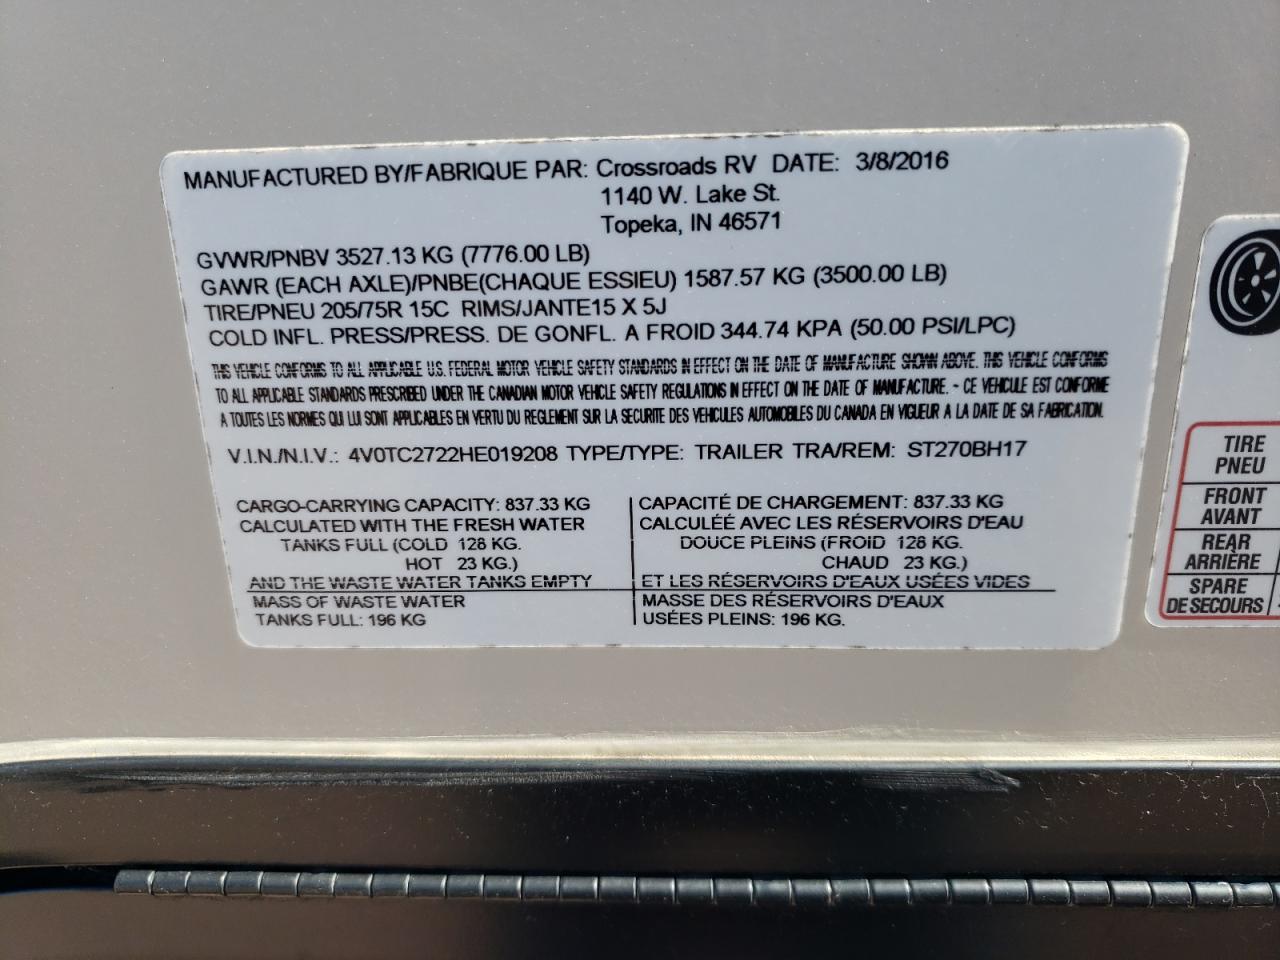 MANUFACTURED BY/FABRIQUE PAR: Crossroads RV DATE: 3/8/2016
1140 W. Lake St.
Topeka, IN 46571
GVWR/PNBV 3527.13 KG (7776.00 LB)
GAWR (EACH AXLE)/PNBE(CHAQUE ESSIEU) 1587.57 KG (3500.00 LB)
TIRE/PNEU 205/75R 15C RIMS/JANTE15 X 5J
COLD INFL. PRESS/PRESS. DE GONFL. A FROID 344.74 KPA (50.00 PSI/LPC)
THIS VEHICLE CONFORMS TO ALL APPLICABLE U.S. FEDERAL MOTOR VEHICLE SAFETY STANDARDS IN EFFECT ON THE DATE OF MANUFACTURE SHOWN ABOVE. THIS VEHICLE CONFORMS
TO ALL APPLICABLE STANDARDS PRESCRIBED UNDER THE CANADIAN MOTOR VEHICLE SAFETY REGULATIONS IN EFFECT ON THE DATE OF MANUFACTURE. - CE VEHICULE EST CONFORME
A TOUTES LES NORMES QUI LUI SONT APPLICABLES EN VERTU DU REGLEMENT SUR LA SECURITE DES VEHICULES AUTOMOBILES DU CANADA EN VIGUEUR A LA DATE DE SA FABRICATION.
V.I.N./N.I.V.: 4V0TC2722HE019208 TYPE/TYPE: TRAILER TRA/REM: ST270BH17
CARGO-CARRYING CAPACITY: 837.33 KG
CALCULATED WITH THE FRESH WATER
TANKS FULL (COLD 128 KG.
HOT 23 KG.)
AND THE WASTE WATER TANKS EMPTY
MASS OF WASTE WATER
TANKS FULL: 196 KG
CAPACITÉ DE CHARGEMENT: 837.33 KG
CALCULÉE AVEC LES RÉSERVOIRS D'EAU
DOUCE PLEINS (FROID 128 KG.
CHAUD 23 KG.)
ET LES RÉSERVOIRS D'EAUX USÉES VIDES
MASSE DES RÉSERVOIRS D'EAUX
USÉES PLEINS: 196 KG.
TIRE
PNEU
FRONT
AVANT
REAR
ARRIÈRE
SPARE
DE SECOURS